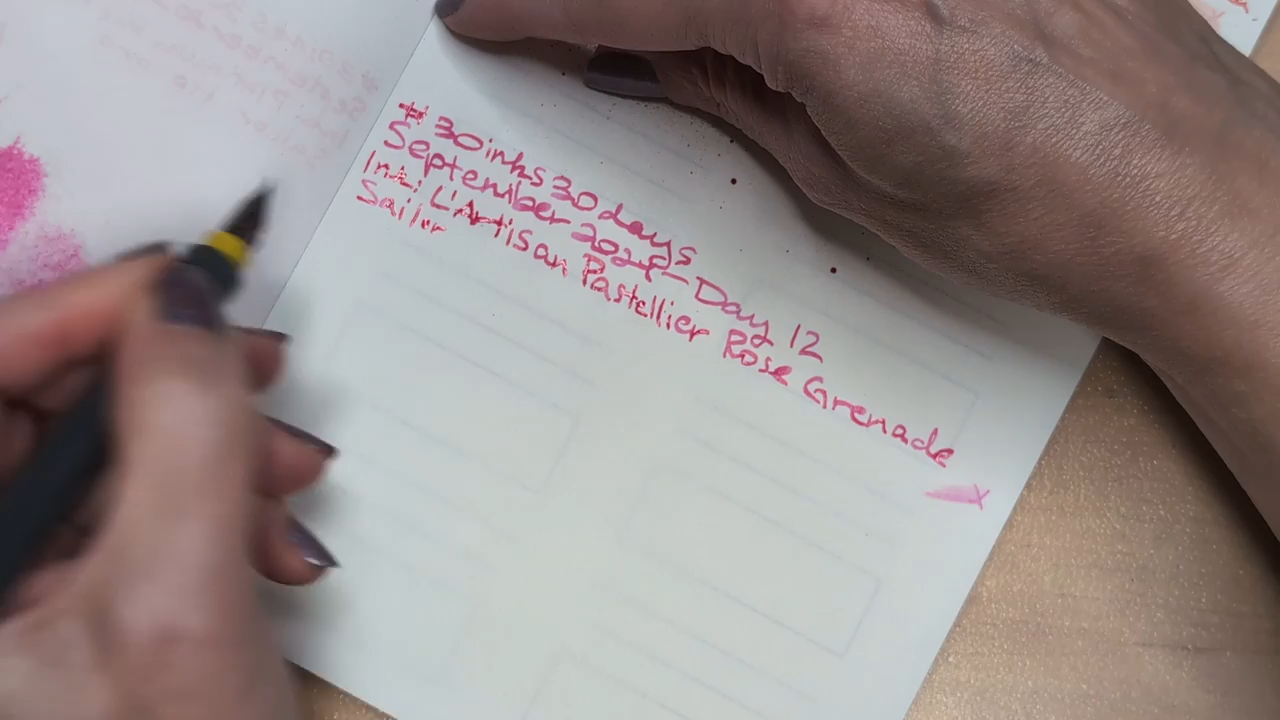 #30inks30days
September 2024 - Day 12
Ink: L'Artisan Pastellier Rose Grenade
Sailor